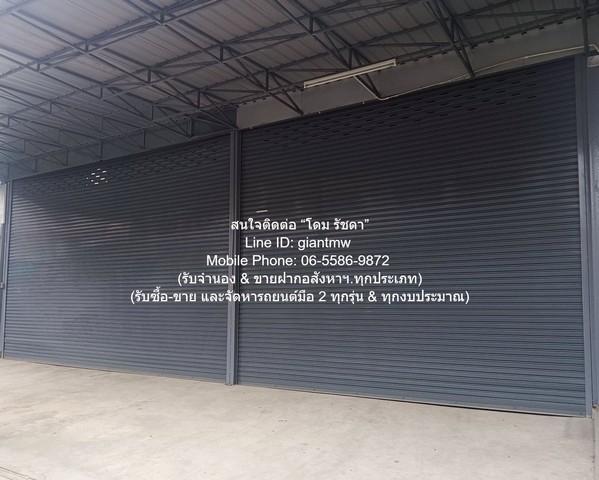 สนใจติดต่อ “โดม รัชดา”
Line ID: giantmw
Mobile Phone: 06-5586-9872
(รับจำนอง & ขายฝากอสังหาฯ.ทุกประเภท)
(รับซื้อ-ขาย และจัดหารถยนต์มือ 2 ทุกรุ่น & ทุกงบประมาณ)